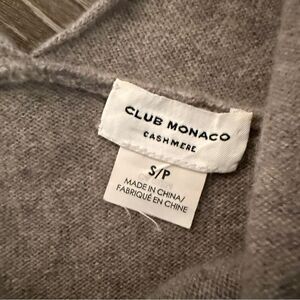 CLUB MONACO
CASHMERE
S/P
MADE IN CHINA/
FABRIQUÉ EN CHINE